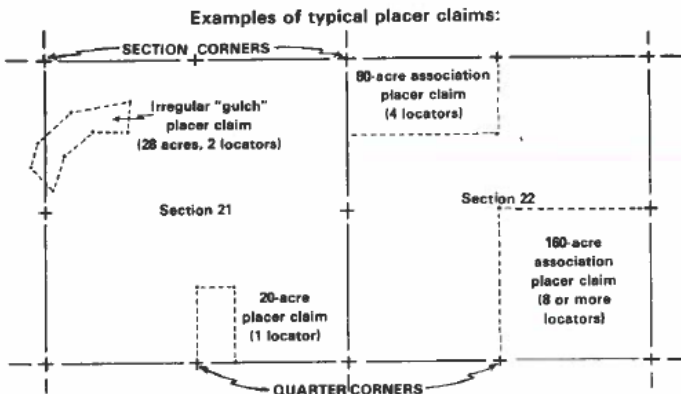 Examples of typical placer claims:
SECTION CORNERS
80-acre association
placer claim
(4 locators)
Irregular "gulch"
placer claim
(28 acres, 2 locators)
Section 21
Section 22
160-acre
association
placer claim
(8 or more
locators)
20-acre
placer claim
(1 locator)
QUARTER CORNERS